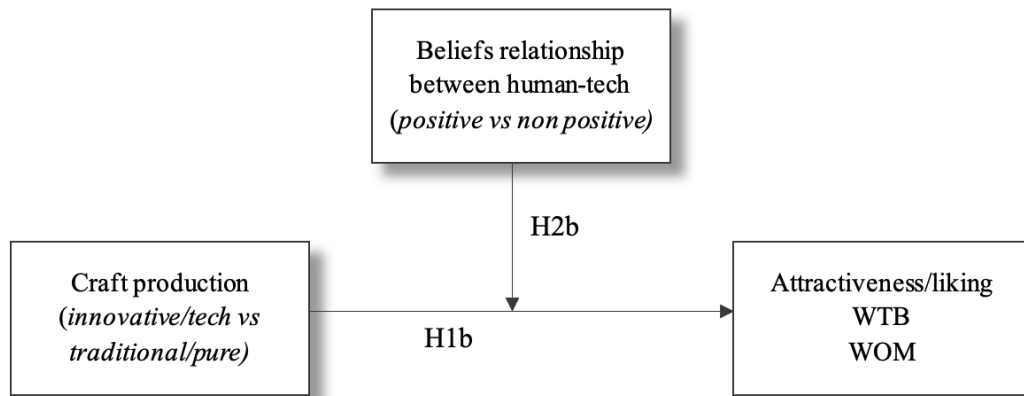 Beliefs relationship
between human-tech
(positive vs non positive)
H2b
Craft production
(innovative/tech vs
traditional/pure)
H1b
Attractiveness/liking
WTB
WOM